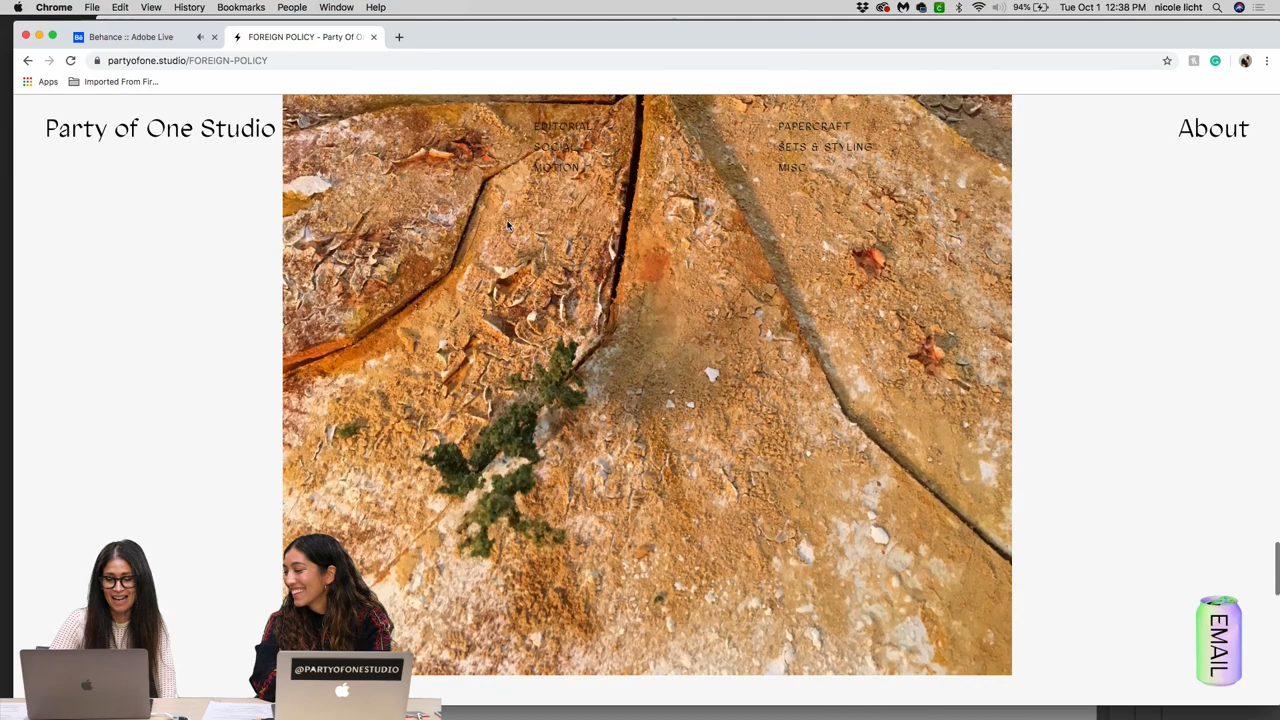 Chrome File Edit View History Bookmarks People Window Help
94% Tue Oct 1 12:38 PM nicole licht
Behance :: Adobe Live
FOREIGN POLICY - Party Of O
partyofone.studio/FOREIGN-POLICY
Apps
Imported From Fir...
Party of One Studio
EDITORIAL
SOCIAL
MOTION
PAPERCRAFT
SETS & STYLING
MISC
About
EMAIL
@PARTYOFONESTUDIO